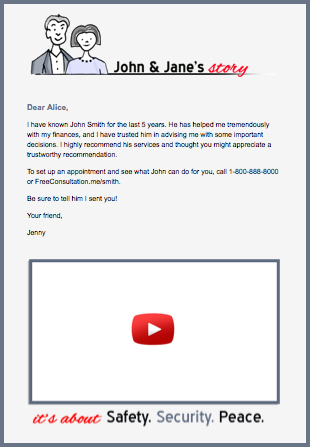 John & Jane's story
Dear Alice,
I have known John Smith for the last 5 years. He has helped me tremendously
with my finances, and I have trusted him in advising me with some important
decisions. I highly recommend his services and thought you might appreciate a
trustworthy recommendation.
To set up an appointment and see what John can do for you, call 1-800-888-8000
or FreeConsultation.me/smith.
Be sure to tell him I sent you!
Your friend,
Jenny
it's about Safety. Security. Peace.